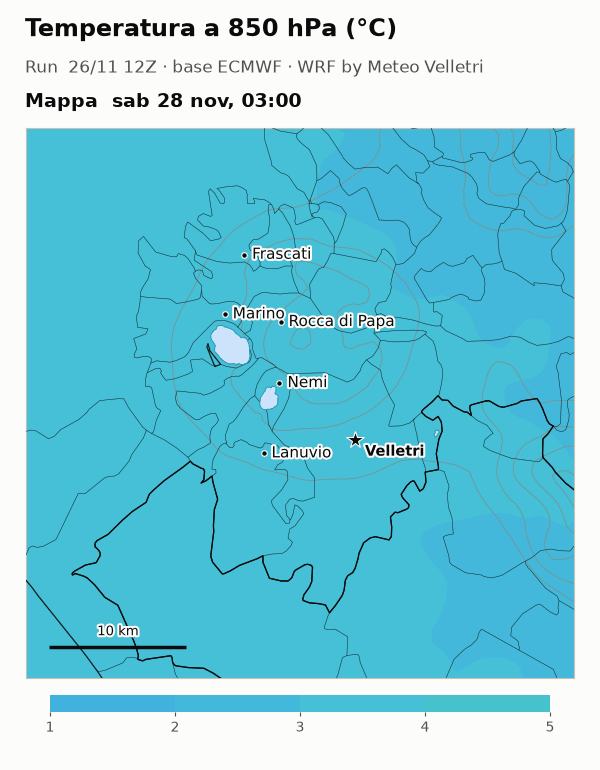 Temperatura a 850 hPa (°C)
Run  26/11 12Z · base ECMWF · WRF by Meteo Velletri
Mappa  sab 28 nov, 03:00
Frascati
Marino
Rocca di Papa
Nemi
Velletri
Lanuvio
10 km
1 2 3 4 5